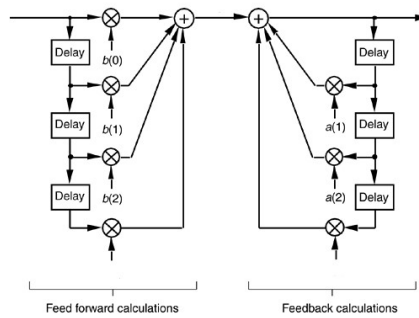 Delay
b(0)
Delay
b(1)
Delay
b(2)
Delay
a(1)
Delay
a(2)
Delay
Feed forward calculations
Feedback calculations